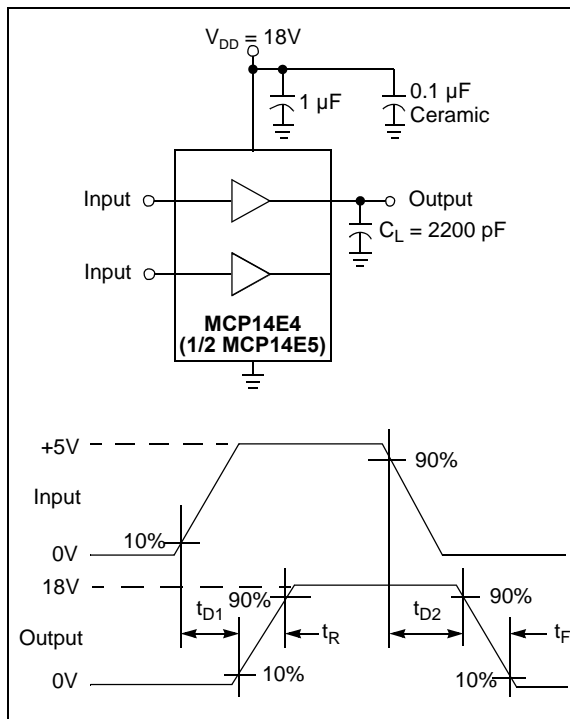 V_DD = 18V
1 µF
0.1 µF
Ceramic
Input
Output
C_L = 2200 pF
Input
MCP14E4
(1/2 MCP14E5)
+5V
90%
Input
10%
0V
18V
t_D1
90%
t_R
t_D2
90%
t_F
Output
10%
10%
0V